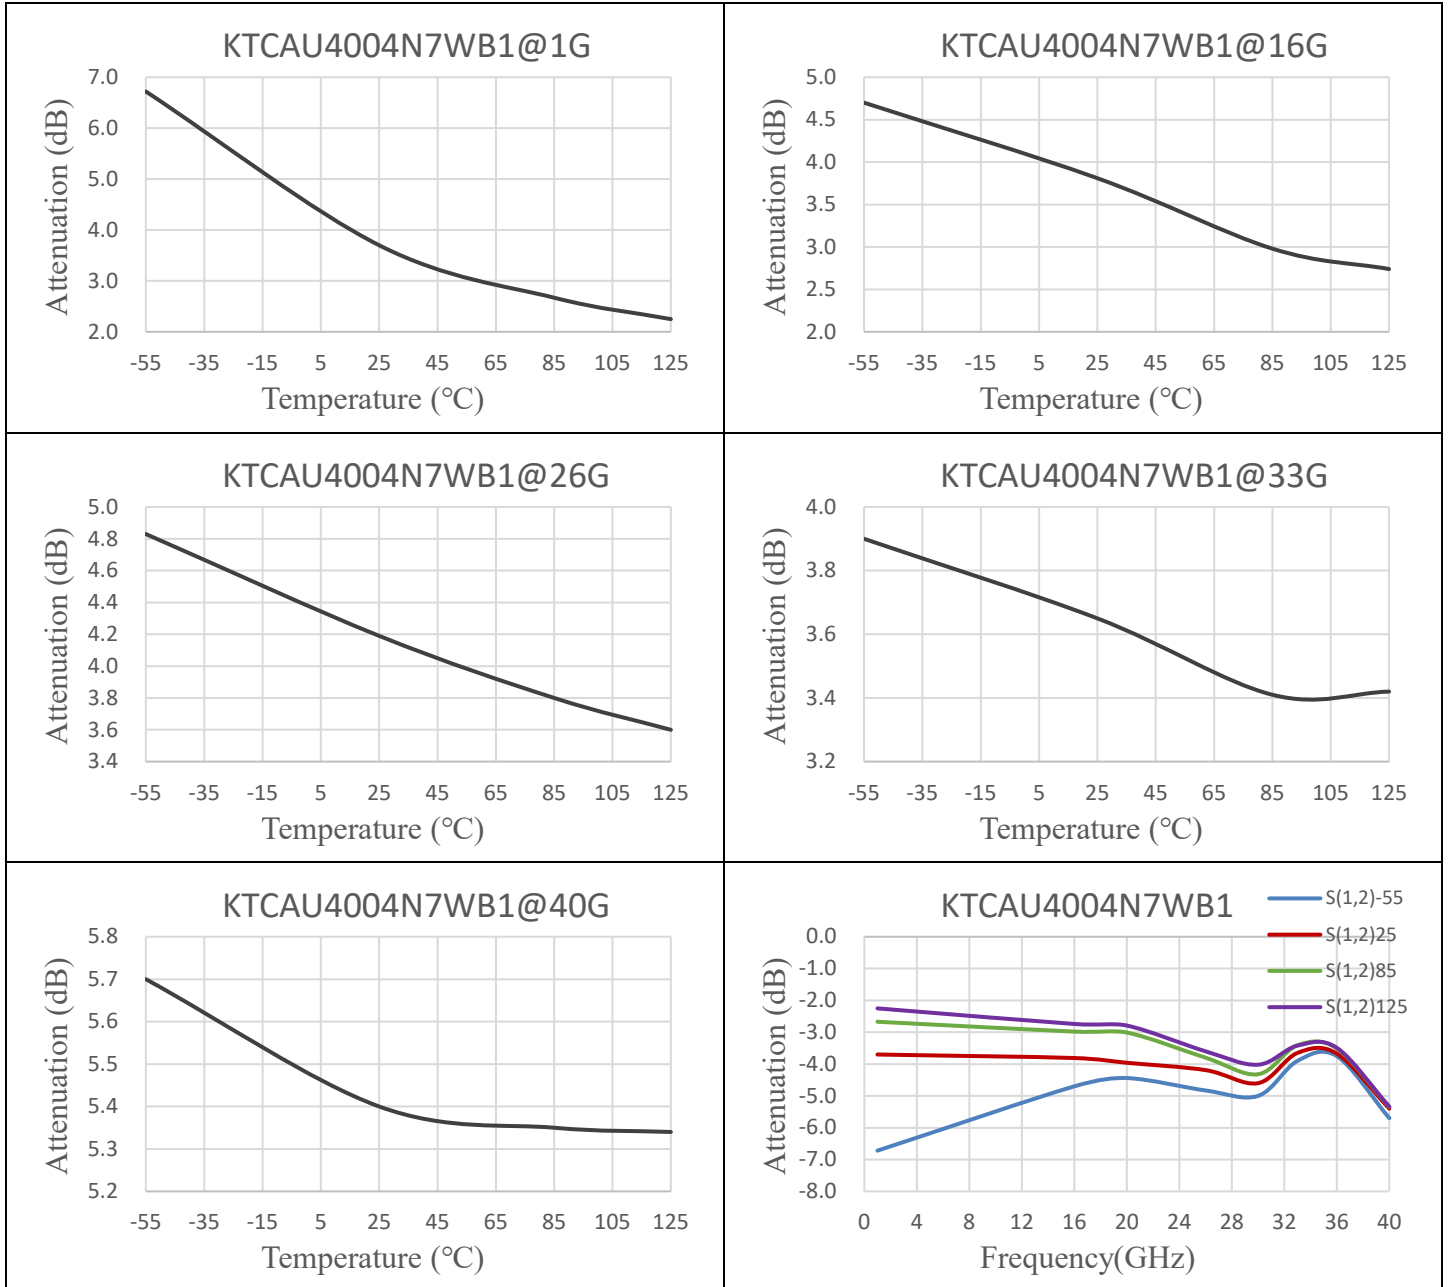 KTCAU4004N7WB1@1G
Attenuation (dB)
7.0
6.0
5.0
4.0
3.0
2.0
-55 -35 -15 5 25 45 65 85 105 125
Temperature (℃)
KTCAU4004N7WB1@16G
Attenuation (dB)
5.0
4.5
4.0
3.5
3.0
2.5
2.0
-55 -35 -15 5 25 45 65 85 105 125
Temperature (℃)
KTCAU4004N7WB1@26G
Attenuation (dB)
5.0
4.8
4.6
4.4
4.2
4.0
3.8
3.6
3.4
-55 -35 -15 5 25 45 65 85 105 125
Temperature (℃)
KTCAU4004N7WB1@33G
Attenuation (dB)
4.0
3.8
3.6
3.4
3.2
-55 -35 -15 5 25 45 65 85 105 125
Temperature (℃)
KTCAU4004N7WB1@40G
Attenuation (dB)
5.8
5.7
5.6
5.5
5.4
5.3
5.2
-55 -35 -15 5 25 45 65 85 105 125
Temperature (℃)
KTCAU4004N7WB1
S(1,2)-55
S(1,2)25
S(1,2)85
S(1,2)125
Attenuation (dB)
0.0
-1.0
-2.0
-3.0
-4.0
-5.0
-6.0
-7.0
-8.0
0 4 8 12 16 20 24 28 32 36 40
Frequency(GHz)